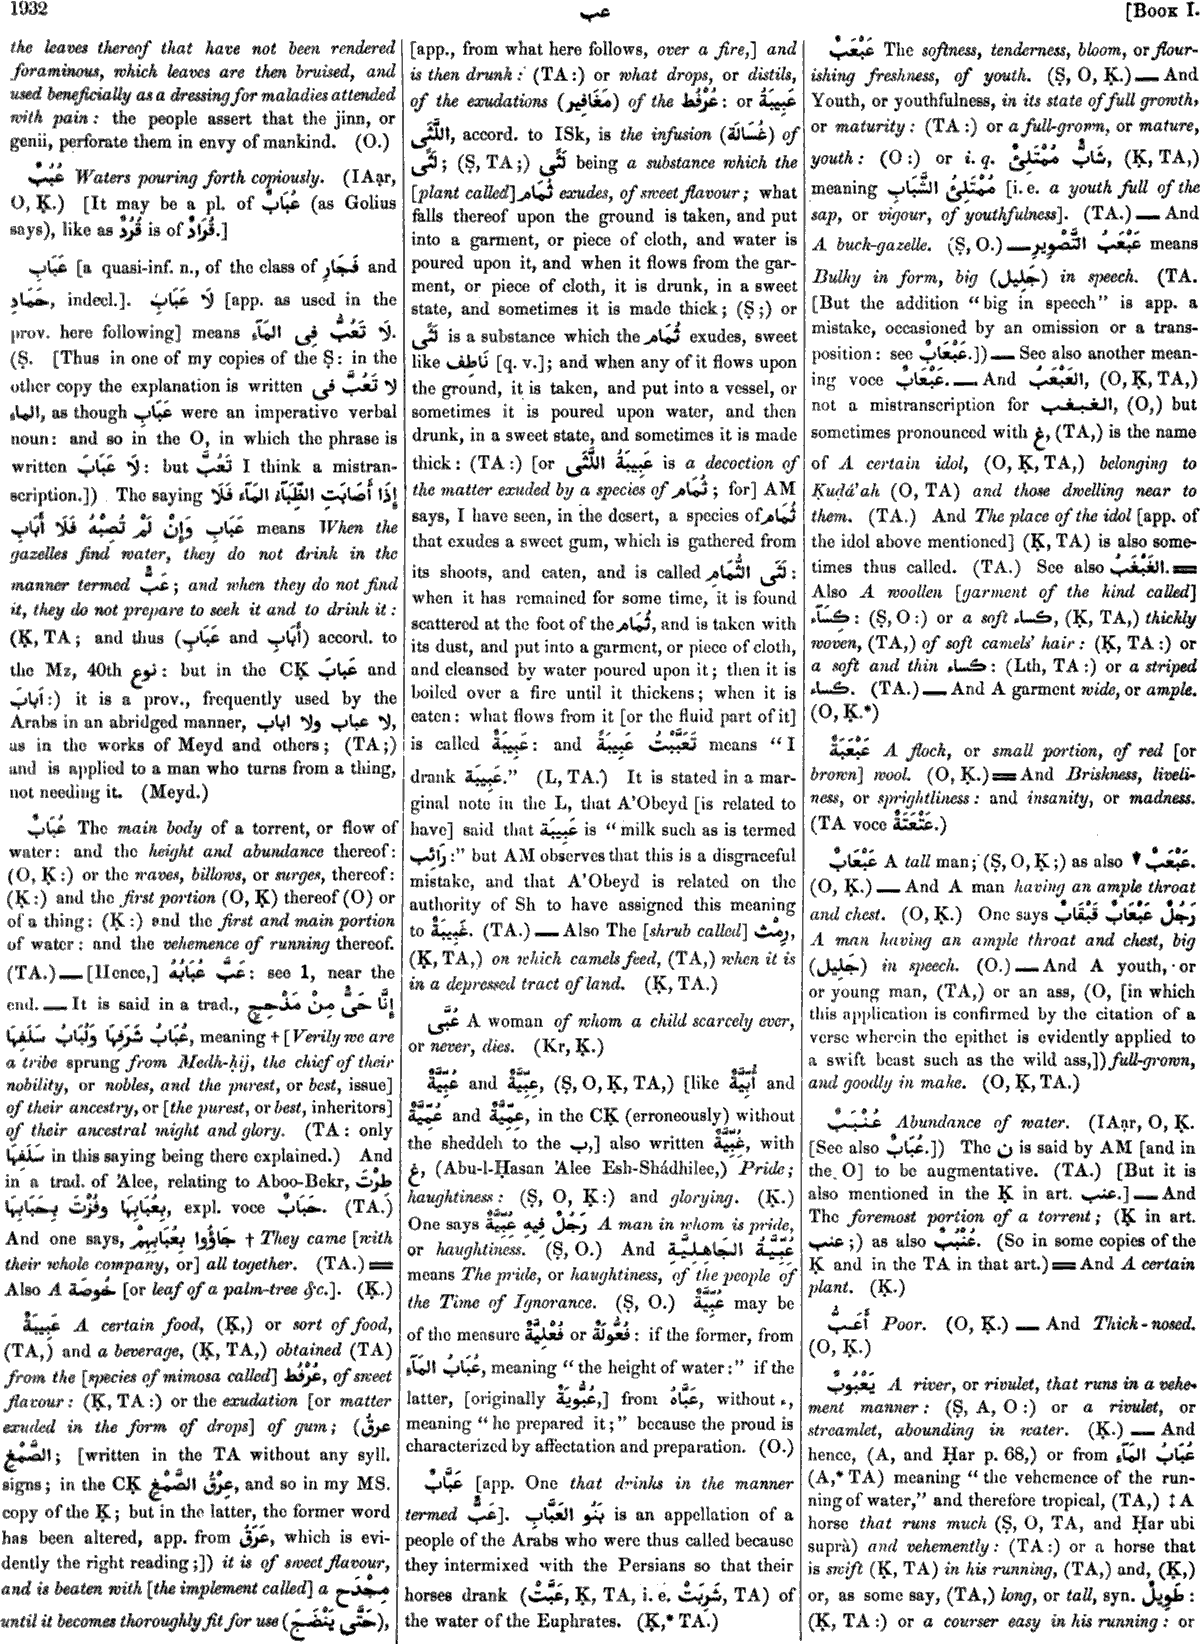 1932
عب
[BOOK I.
the leaves thereof that have not been rendered
foraminous, which leaves are then bruised, and
used beneficially as a dressing for maladies attended
with pain: the people assert that the jinn, or
genii, perforate them in envy of mankind. (O.)
عُبُبٌ Waters pouring forth copiously. (IAạr,
O, Ḳ.) [It may be a pl. of عُبَابٌ (as Golius
says), like as قُرُدٌ is of قُرَادٌ.]
عَبَابِ [a quasi-inf. n., of the class of فَجَارِ and
حَمَادِ, indecl.]. لَا عَبَابِ [app. as used in the
prov. here following] means لَا تَعُبُّ فِى المَآءِ.
(Ṣ. [Thus in one of my copies of the Ṣ: in the
other copy the explanation is written لا تَعُبَّ فى
الماء, as though عَبَابِ were an imperative verbal
noun: and so in the O, in which the phrase is
written لَا عَبَابَ: but تَعُبَّ I think a mistran-
scription.]) The saying إِذَا أَصَابَتِ الظِّبَآءُ المَآءَ فَلَا
عَبَابِ وَإِنْ لَمْ تُصِبْهُ فَلَا أَبَابِ means When the
gazelles find water, they do not drink in the
manner termed عَبٌّ; and when they do not find
it, they do not prepare to seek it and to drink it:
(Ḳ, TA; and thus (عَبَابِ and أَبَابِ) accord. to
the Mz, 40th نوع: but in the CḲ عَبابَ and
اَبابَ:) it is a prov., frequently used by the
Arabs in an abridged manner, لا عباب ولا اباب,
as in the works of Meyd and others; (TA;)
and is applied to a man who turns from a thing,
not needing it. (Meyd.)
عُبَابٌ The main body of a torrent, or flow of
water: and the height and abundance thereof:
(O, Ḳ:) or the waves, billows, or surges, thereof:
(Ḳ:) and the first portion (O, Ḳ) thereof (O) or
of a thing: (Ḳ:) and the first and main portion
of water: and the vehemence of running thereof.
(TA.) — [Hence,] عَبَّ عُبَابُهُ: see 1, near the
end. — It is said in a trad., إِنَّا حَىٌّ مِنْ مَذْحِجٍ
عُبَابُ شَرَفِهَا وَلُبَابُ سَلَفِهَا, meaning † [Verily we are
a tribe sprung from Medh-ḥij, the chief of their
nobility, or nobles, and the purest, or best, issue]
of their ancestry, or [the purest, or best, inheritors]
of their ancestral might and glory. (TA: only
سَلَفِهَا in this saying being there explained.) And
in a trad. of 'Alee, relating to Aboo-Bekr, طِرْتَ
بِعُبَابِهَا وَفُزْتَ بِحَبَابِهَا, expl. voce حَبَابٌ. (TA.)
And one says, جَاؤُوا بِعُبَابِهِمْ † They came [with
their whole company, or] all together. (TA.) ═
Also A خُوصَة [or leaf of a palm-tree &c.]. (Ḳ.)
عَبِيبَةٌ A certain food, (Ḳ,) or sort of food,
(TA,) and a beverage, (Ḳ, TA,) obtained (TA)
from the [species of mimosa called] عُرْفُط, of sweet
flavour: (Ḳ, TA:) or the exudation [or matter
exuded in the form of drops] of gum; (عرقُ
الصَّمْغِ; [written in the TA without any syll.
signs; in the CḲ عِرْقُ الصَّمْغِ, and so in my MS.
copy of the Ḳ; but in the latter, the former word
has been altered, app. from عَرَقُ, which is evi-
dently the right reading;]) it is of sweet flavour,
and is beaten with [the implement called] a مِجْدَح
until it becomes thoroughly fit for use (حَتَّى يَنْضَجَ),
[app., from what here follows, over a fire,] and
is then drunk: (TA:) or what drops, or distils,
of the exudations (مَغَافِير) of the عُرْفُط: or عَبِيبَةُ
اللَّثَى, accord. to ISk, is the infusion (غُسَالَة) of
لَثًى; (Ṣ, TA;) لَثًى being a substance which the
[plant called] ثُمَام exudes, of sweet flavour; what
falls thereof upon the ground is taken, and put
into a garment, or piece of cloth, and water is
poured upon it, and when it flows from the gar-
ment, or piece of cloth, it is drunk, in a sweet
state, and sometimes it is made thick; (Ṣ;) or
لَثًى is a substance which the ثُمَام exudes, sweet
like نَاطِف [q. v.]; and when any of it flows upon
the ground, it is taken, and put into a vessel, or
sometimes it is poured upon water, and then
drunk, in a sweet state, and sometimes it is made
thick: (TA:) [or عَبِيبَةُ اللَّثَى is a decoction of
the matter exuded by a species of ثُمَام; for] AM
says, I have seen, in the desert, a species of ثُمَام
that exudes a sweet gum, which is gathered from
its shoots, and eaten, and is called لَثَى الثُّمَامِ:
when it has remained for some time, it is found
scattered at the foot of the ثُمَام, and is taken with
its dust, and put into a garment, or piece of cloth,
and cleansed by water poured upon it; then it is
boiled over a fire until it thickens; when it is
eaten: what flows from it [or the fluid part of it]
is called عَبِيبَةٌ: and تَعَبَّبْتُ عَبِيبَةً means "I
drank عَبِيبَة." (L, TA.) It is stated in a mar-
ginal note in the L, that A'Obeyd [is related to
have] said that عَبِيبَة is "milk such as is termed
رَائِب:" but AM observes that this is a disgraceful
mistake, and that A'Obeyd is related on the
authority of Sh to have assigned this meaning
to غَبِيبَةٌ. (TA.) — Also The [shrub called] رِمْث,
(Ḳ, TA,) on which camels feed, (TA,) when it is
in a depressed tract of land. (Ḳ, TA.)
عُبَّى A woman of whom a child scarcely ever,
or never, dies. (Kr, Ḳ.)
عُبِّيَّةٌ and عِبِّيَّةٌ, (Ṣ, O, Ḳ, TA,) [like أُبِّيَّةٌ and
عُمِّيَّةٌ and عِمِّيَّةٌ, in the CḲ (erroneously) without
the sheddeh to the ب,] also written غُبِّيَّةٌ, with
غ, (Abu-l-Ḥasan 'Alee Esh-Shádhilee,) Pride;
haughtiness: (Ṣ, O, Ḳ:) and glorying. (Ḳ.)
One says رَجُلٌ فِيهِ عُبِّيَّةٌ A man in whom is pride,
or haughtiness. (Ṣ, O.) And عُبِّيَّةُ الجَاهِلِيَّةِ
means The pride, or haughtiness, of the people of
the Time of Ignorance. (Ṣ, O.) عُبِّيَّةٌ may be
of the measure فُعْلِيَّةٌ or فُعُّولَةٌ: if the former, from
عُبَابُ المَآءِ, meaning "the height of water:" if the
latter, [originally عُبُّويَةٌ,] from عَبَّاهُ, without ء,
meaning "he prepared it;" because the proud is
characterized by affectation and preparation. (O.)
عَبَّابٌ [app. One that drinks in the manner
termed عَبّ]. بَنُو العَبَّابِ is an appellation of a
people of the Arabs who were thus called because
they intermixed with the Persians so that their
horses drank (عَبَّتْ, Ḳ, TA, i. e. شَرِبَتْ, TA) of
the water of the Euphrates. (Ḳ,* TA.)
عَبْعَبٌ The softness, tenderness, bloom, or flour-
ishing freshness, of youth. (Ṣ, O, Ḳ.) — And
Youth, or youthfulness, in its state of full growth,
or maturity: (TA:) or a full-grown, or mature,
youth: (O:) or i. q. شَابٌّ مُمْتَلِئٌ, (Ḳ, TA,)
meaning مُمْتَلِئُ الشَّبَابِ [i. e. a youth full of the
sap, or vigour, of youthfulness]. (TA.) — And
A buck-gazelle. (Ṣ, O.) — عَبْعَبُ التَّصْوِيرِ means
Bulky in form, big (جَلِيل) in speech. (TA.
[But the addition "big in speech" is app. a
mistake, occasioned by an omission or a trans-
position: see عَبْعَابٌ.]) — See also another mean-
ing voce عَبْعَابٌ. — And العَبْعَبُ, (O, Ḳ, TA,)
not a mistranscription for الغبغب, (O,) but
sometimes pronounced with غ, (TA,) is the name
of A certain idol, (O, Ḳ, TA,) belonging to
Ḳuḍá'ah (O, TA) and those dwelling near to
them. (TA.) And The place of the idol [app. of
the idol above mentioned] (Ḳ, TA) is also some-
times thus called. (TA.) See also الغَبْغَبُ. ═
Also A woollen [garment of the kind called]
كِسَآء: (Ṣ, O:) or a soft كساء, (Ḳ, TA,) thickly
woven, (TA,) of soft camels' hair: (Ḳ, TA:) or
a soft and thin كساء: (Lth, TA:) or a striped
كساء. (TA.) — And A garment wide, or ample.
(O, Ḳ.*)
عَبْعَبَةٌ A flock, or small portion, of red [or
brown] wool. (O, Ḳ.) ═ And Briskness, liveli-
ness, or sprightliness: and insanity, or madness.
(TA voce عَتْعَتَةٌ.)
عَبْعَابٌ A tall man; (Ṣ, O, Ḳ;) as also ▼ عَبْعَبٌ.
(O, Ḳ.) — And A man having an ample throat
and chest. (O, Ḳ.) One says رَجُلٌ عَبْعَابٌ قَبْقَابٌ
A man having an ample throat and chest, big
(جَلِيل) in speech. (O.) — And A youth, or
or young man, (TA,) or an ass, (O, [in which
this application is confirmed by the citation of a
verse wherein the epithet is evidently applied to
a swift beast such as the wild ass,]) full-grown,
and goodly in make. (O, Ḳ, TA.)
عُنْبَبٌ Abundance of water. (IAạr, O, Ḳ.
[See also عُبَابٌ.]) The ن is said by AM [and in
the O] to be augmentative. (TA.) [But it is
also mentioned in the Ḳ in art. عنب.] — And
The foremost portion of a torrent; (Ḳ in art.
عنب;) as also عُنْبُبٌ. (So in some copies of the
Ḳ and in the TA in that art.) ═ And A certain
plant. (Ḳ.)
أَعَبُّ Poor. (O, Ḳ.) — And Thick-nosed.
(O, Ḳ.)
يَعْبُوبٌ A river, or rivulet, that runs in a vehe-
ment manner: (Ṣ, A, O:) or a rivulet, or
streamlet, abounding in water. (Ḳ.) — And
hence, (A, and Ḥar p. 68,) or from عُبَابُ المَآءِ
(A,* TA) meaning "the vehemence of the run-
ning of water," and therefore tropical, (TA,) ‡ A
horse that runs much (Ṣ, O, TA, and Ḥar ubi
suprà) and vehemently: (TA:) or a horse that
is swift (Ḳ, TA) in his running, (TA,) and, (Ḳ,)
or, as some say, (TA,) long, or tall, syn. طَوِيلٌ:
(Ḳ, TA:) or a courser easy in his running: or